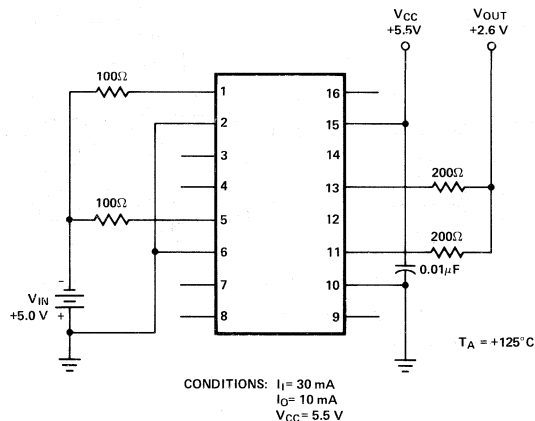 VCC
+5.5V
VOUT
+2.6 V
100Ω
1
16
2
15
3
14
200Ω
4
13
100Ω
5
12
200Ω
6
11
0.01μF
7
10
VIN
+5.0 V
-
+
8
9
TA = +125°C
CONDITIONS: II = 30 mA
IO = 10 mA
VCC = 5.5 V